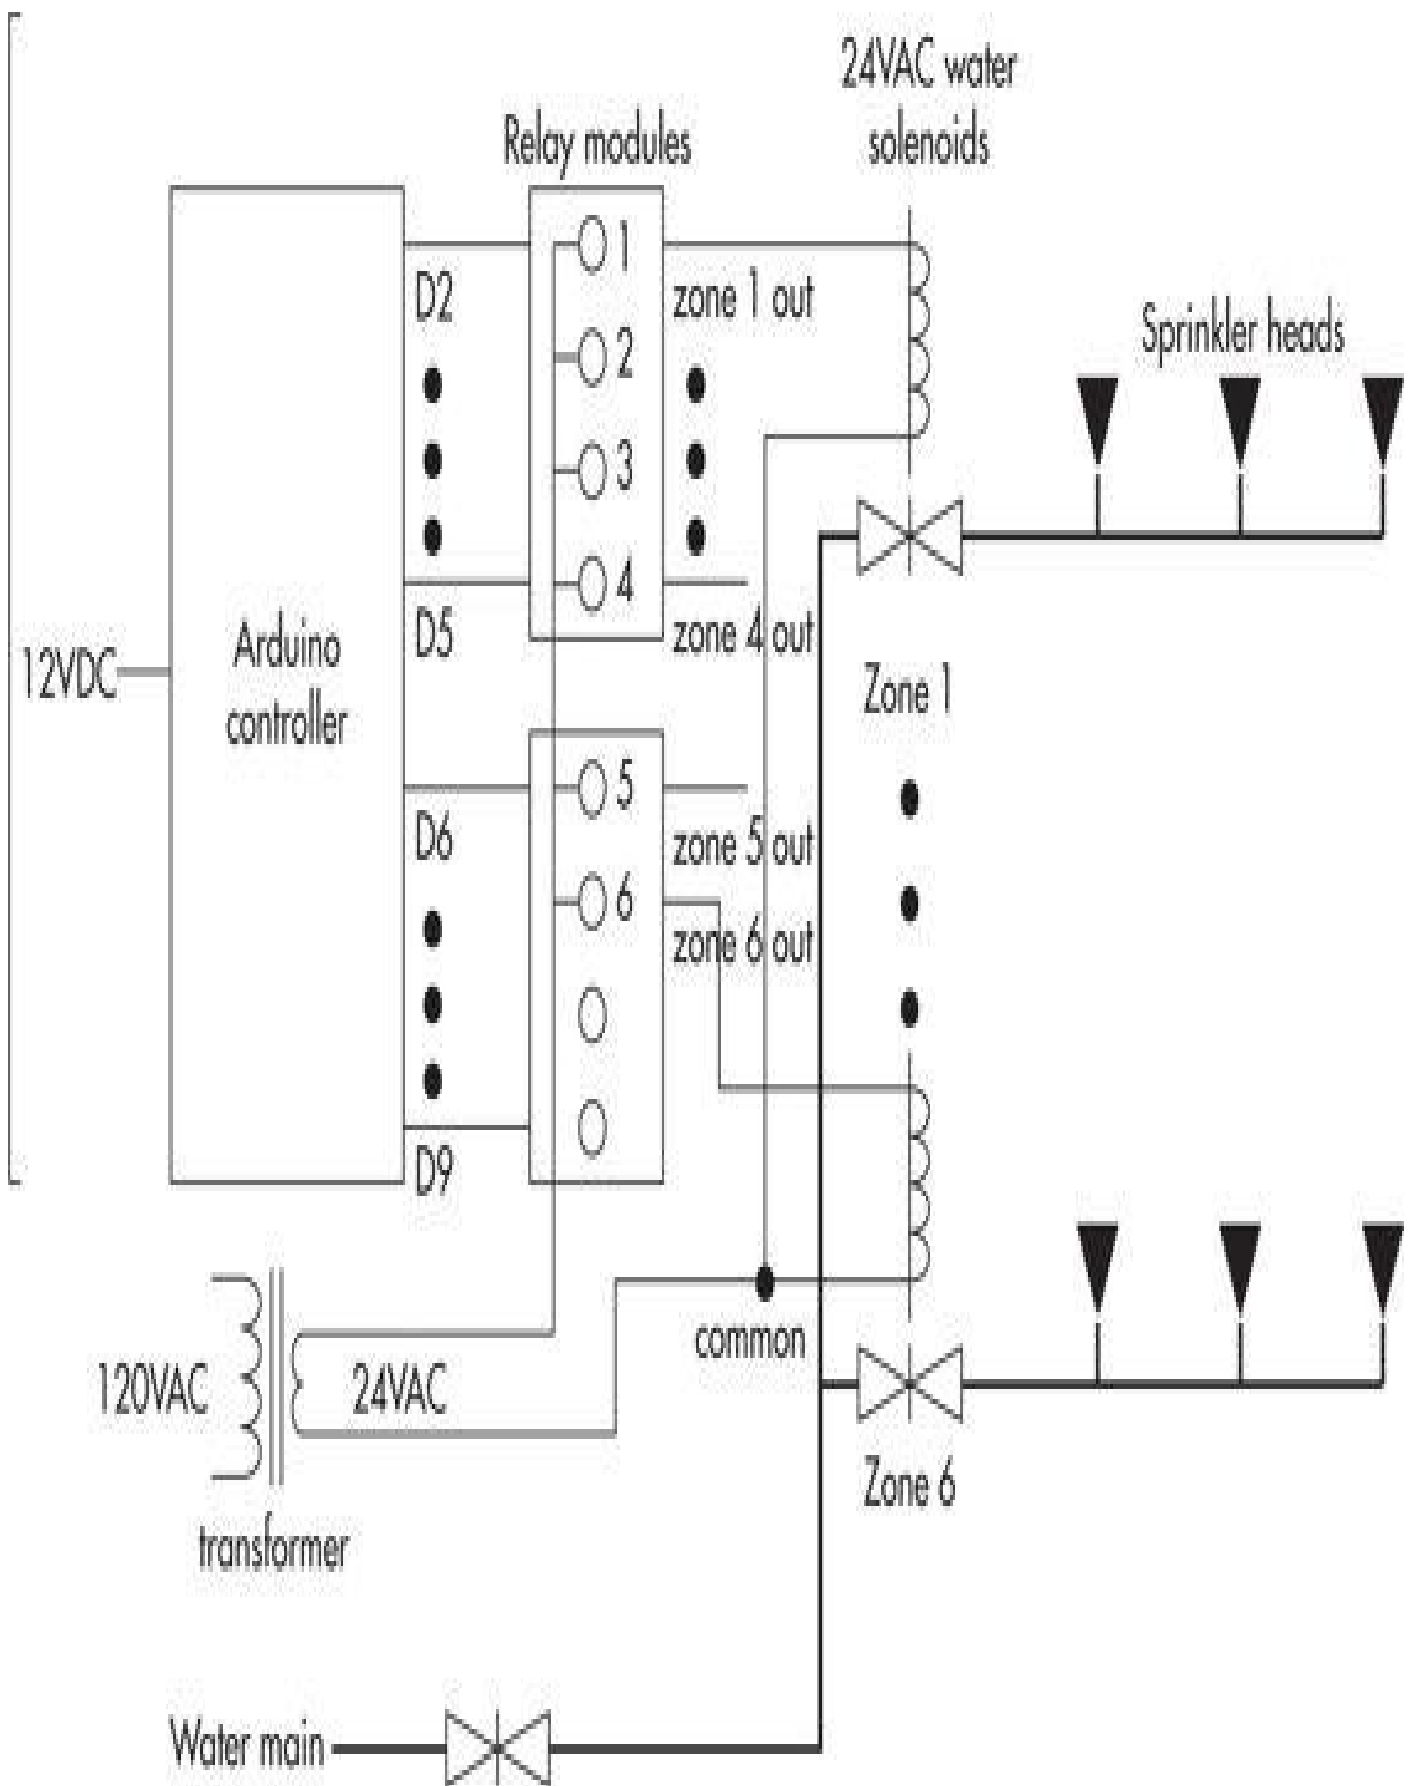 24VAC water
solenoids
Relay modules
1
D2
zone 1 out
2
Sprinkler heads
3
4
D5
zone 4 out
12VDC
Arduino
controller
Zone 1
5
D6
zone 5 out
6
zone 6 out
D9
common
120VAC
24VAC
Zone 6
transformer
Water main